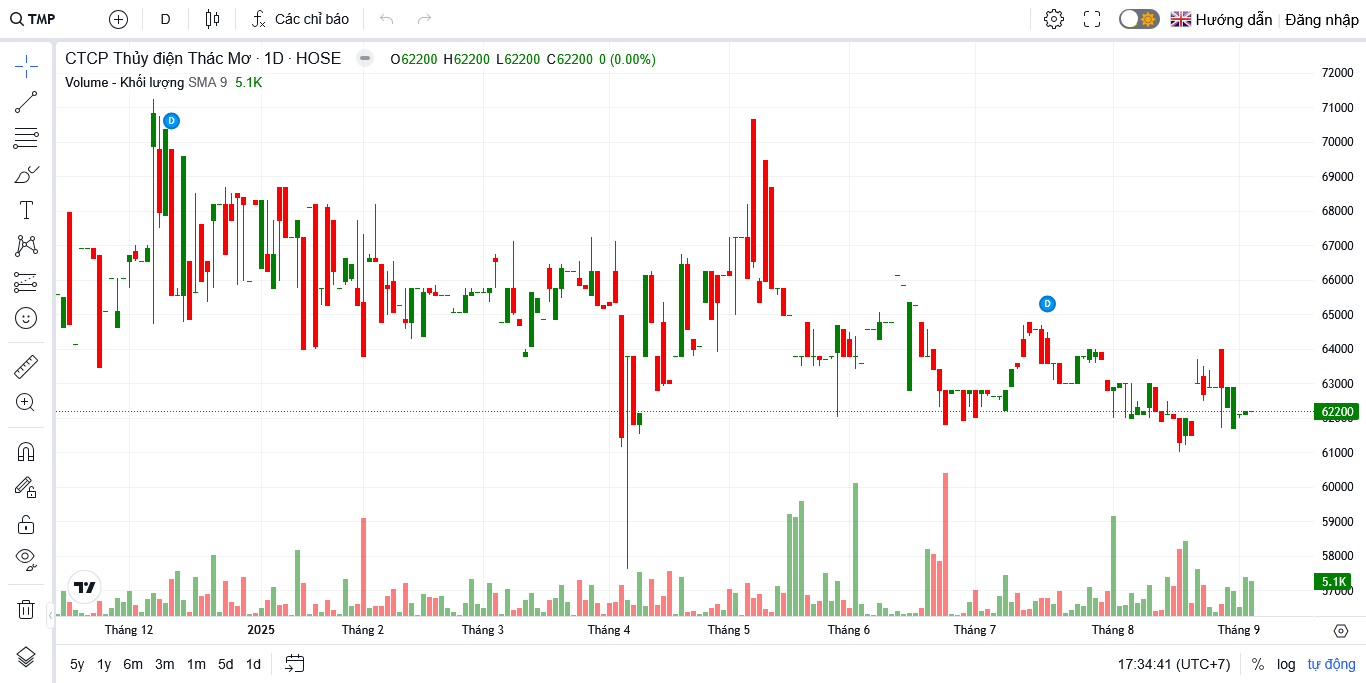 TMP D Các chỉ báo Hướng dẫn Đăng nhập
CTCP Thủy điện Thác Mơ · 1D · HOSE O62200 H62200 L62200 C62200 0 (0.00%)
Volume - Khối lượng SMA 9 5.1K
72000
71000
D
70000
69000
68000
67000
66000
D
65000
64000
63000
62200
62000
61000
60000
59000
58000
5.1K
57000
Tháng 12 2025 Tháng 2 Tháng 3 Tháng 4 Tháng 5 Tháng 6 Tháng 7 Tháng 8 Tháng 9
5y 1y 6m 3m 1m 5d 1d 17:34:41 (UTC+7) % log tự động